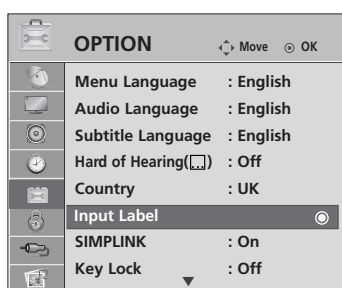 OPTION Move OK
Menu Language : English
Audio Language : English
Subtitle Language : English
Hard of Hearing( ) : Off
Country : UK
Input Label
SIMPLINK : On
Key Lock : Off